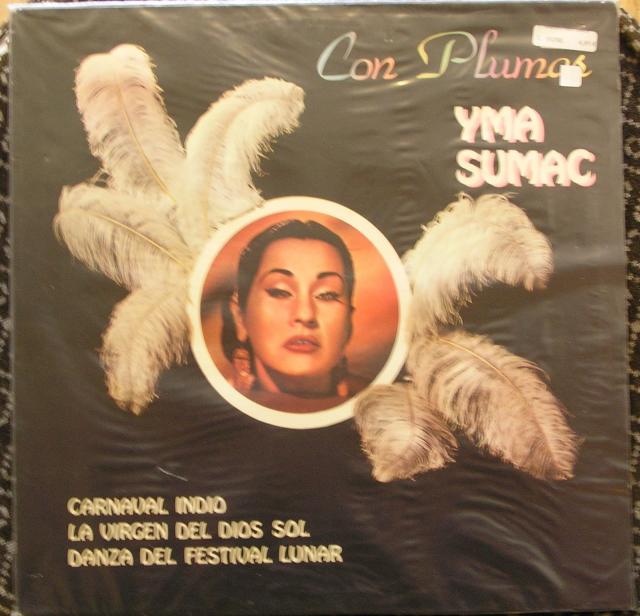 Con Plumas
YMA
SUMAC
CARNAVAL INDIO
LA VIRGEN DEL DIOS SOL
DANZA DEL FESTIVAL LUNAR